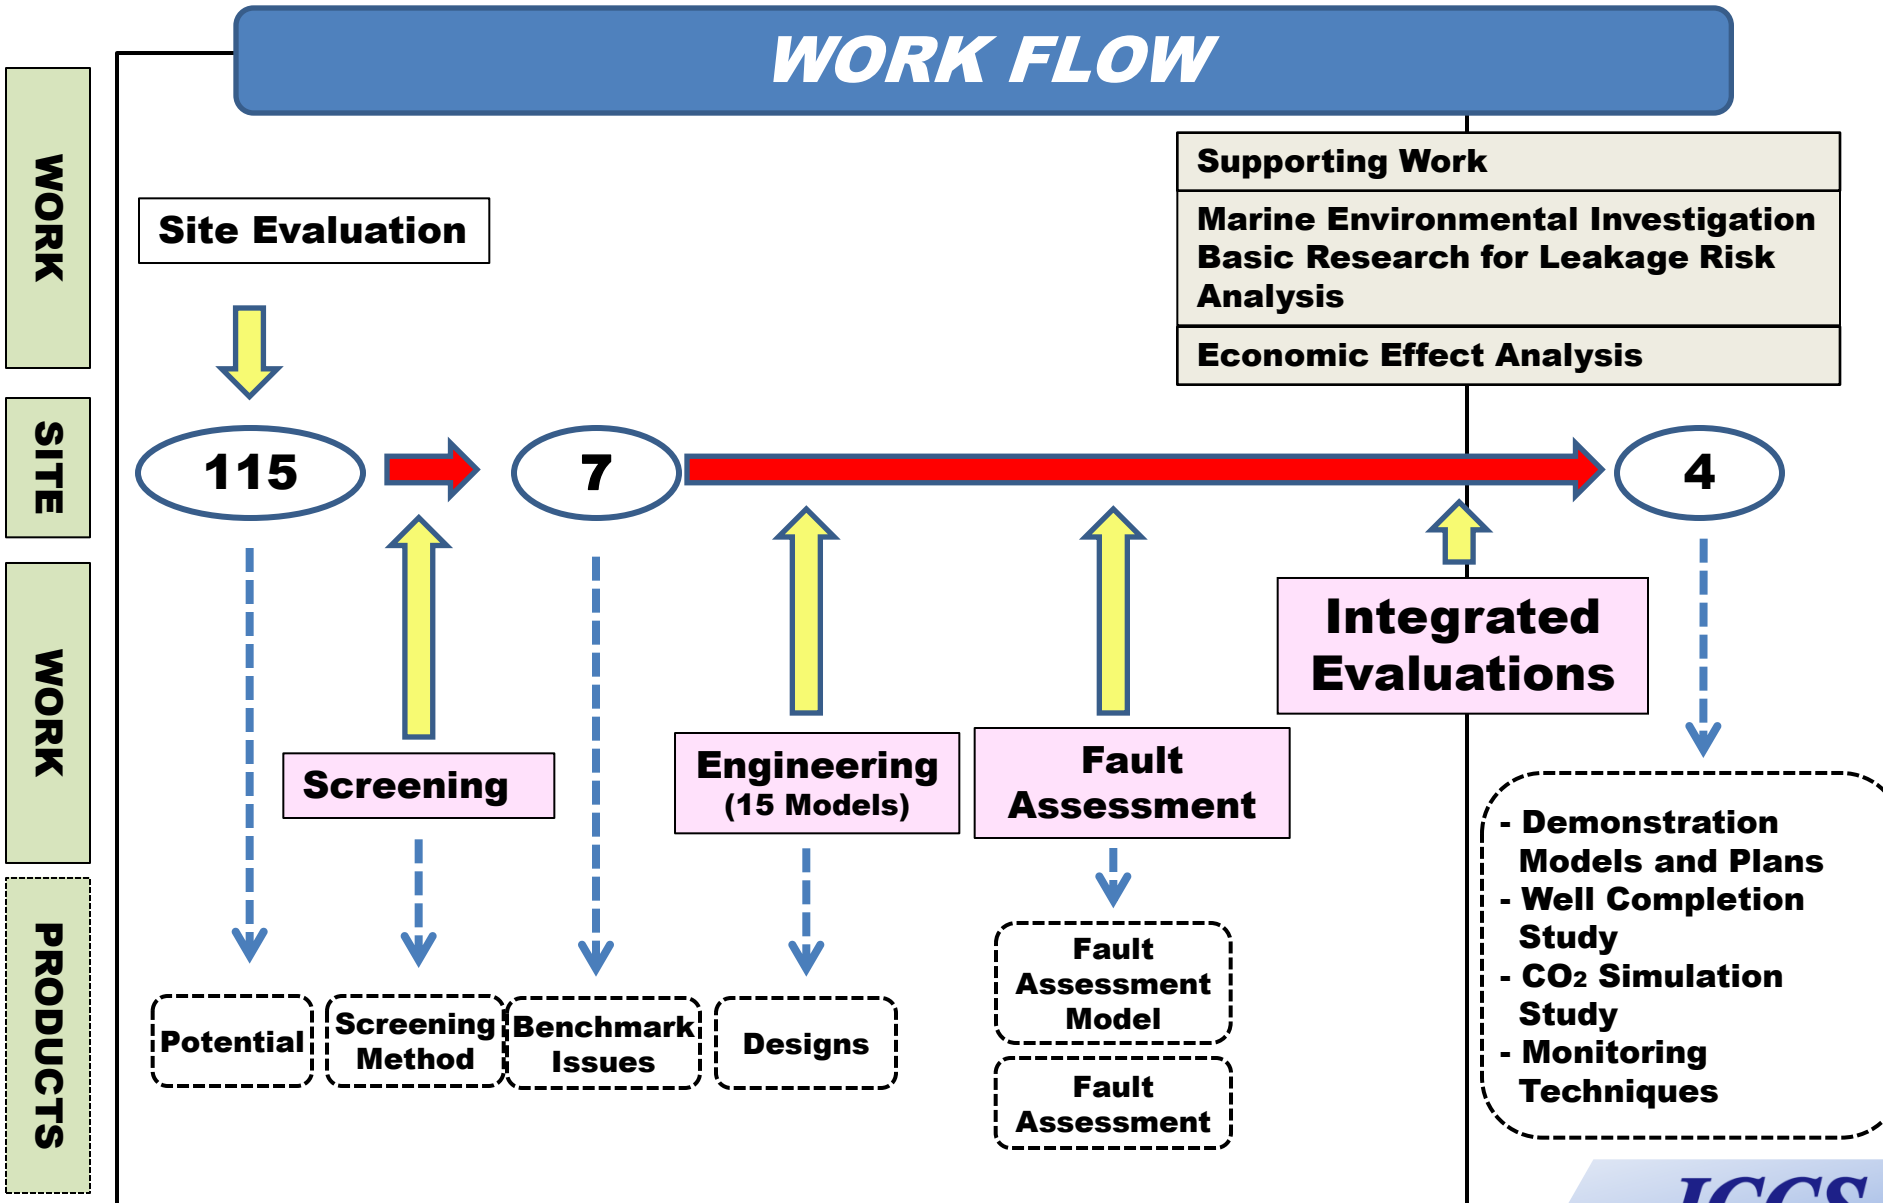 WORK FLOW
WORK
Site Evaluation
Supporting Work
Marine Environmental Investigation
Basic Research for Leakage Risk
Analysis
Economic Effect Analysis
SITE
115
7
4
WORK
Screening
Engineering
(15 Models)
Fault
Assessment
Integrated
Evaluations
PRODUCTS
Potential
Screening
Method
Benchmark
Issues
Designs
Fault
Assessment
Model
Fault
Assessment
- Demonstration
Models and Plans
- Well Completion
Study
- CO₂ Simulation
Study
- Monitoring
Techniques